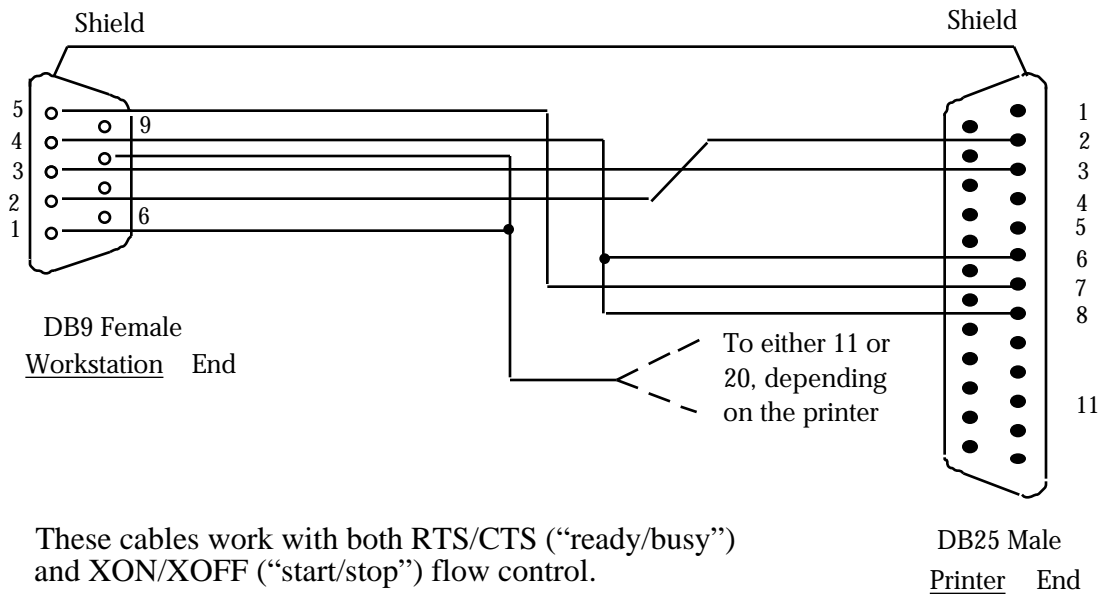 Shield
Shield
5
4
3
2
1
9
6
1
2
3
4
5
6
7
8
11
DB9 Female
Workstation End
To either 11 or
20, depending
on the printer
These cables work with both RTS/CTS (“ready/busy”)
and XON/XOFF (“start/stop”) flow control.
DB25 Male
Printer End